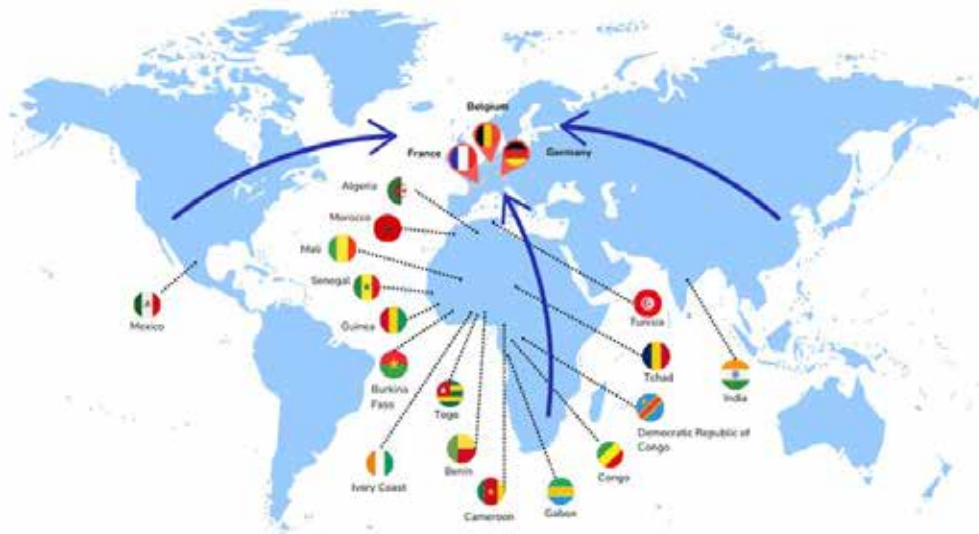 Belgium
France
Germany
Algeria
Morocco
Mali
Senegal
Guinea
Mexico
Burkina
Faso
Togo
Benin
Ivory Coast
Cameroon
Gabon
Congo
Democratic Republic of
Congo
Tchad
Tunisia
India